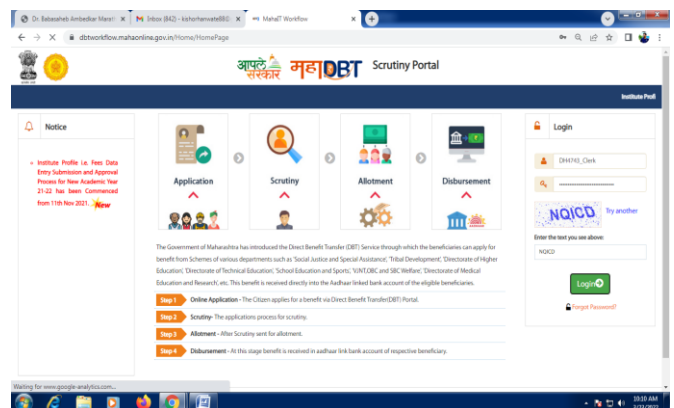 Dr. Babasaheb Ambedkar Marat
Inbox (842) - kishorhanwate880
MahaIT Workflow
dbtworkflow.mahaonline.gov.in/Home/HomePage
आपले सरकार महाDBT Scrutiny Portal
Institute Profi
Notice
Institute Profile i.e. Fees Data
Entry Submission and Approval
Process for New Academic Year
21-22 has been Commenced
from 11th Nov 2021. New
Application Scrutiny Allotment Disbursement
The Government of Maharashtra has introduced the Direct Benefit Transfer (DBT) Service through which the beneficiaries can apply for
benefit from Schemes of various departments such as 'Social Justice and Special Assistance', 'Tribal Development', 'Directorate of Higher
Education', 'Directorate of Technical Education', 'School Education and Sports', 'VJNT,OBC and SBC Welfare', 'Directorate of Medical
Education and Research', etc. This benefit is received directly into the Aadhaar linked bank account of the eligible beneficiaries.
Step 1 Online Application - The Citizen applies for a benefit via Direct Benefit Transfer(DBT) Portal.
Step 2 Scrutiny- The applications process for scrutiny.
Step 3 Allotment - After Scrutiny sent for allotment.
Step 4 Disbursement - At this stage benefit is received in aadhaar link bank account of respective beneficiary.
Login
DH4743_Clerk
NQICD Try another
Enter the text you see above:
NQICD
Login
Forgot Password?
Waiting for www.google-analytics.com...
10:10 AM